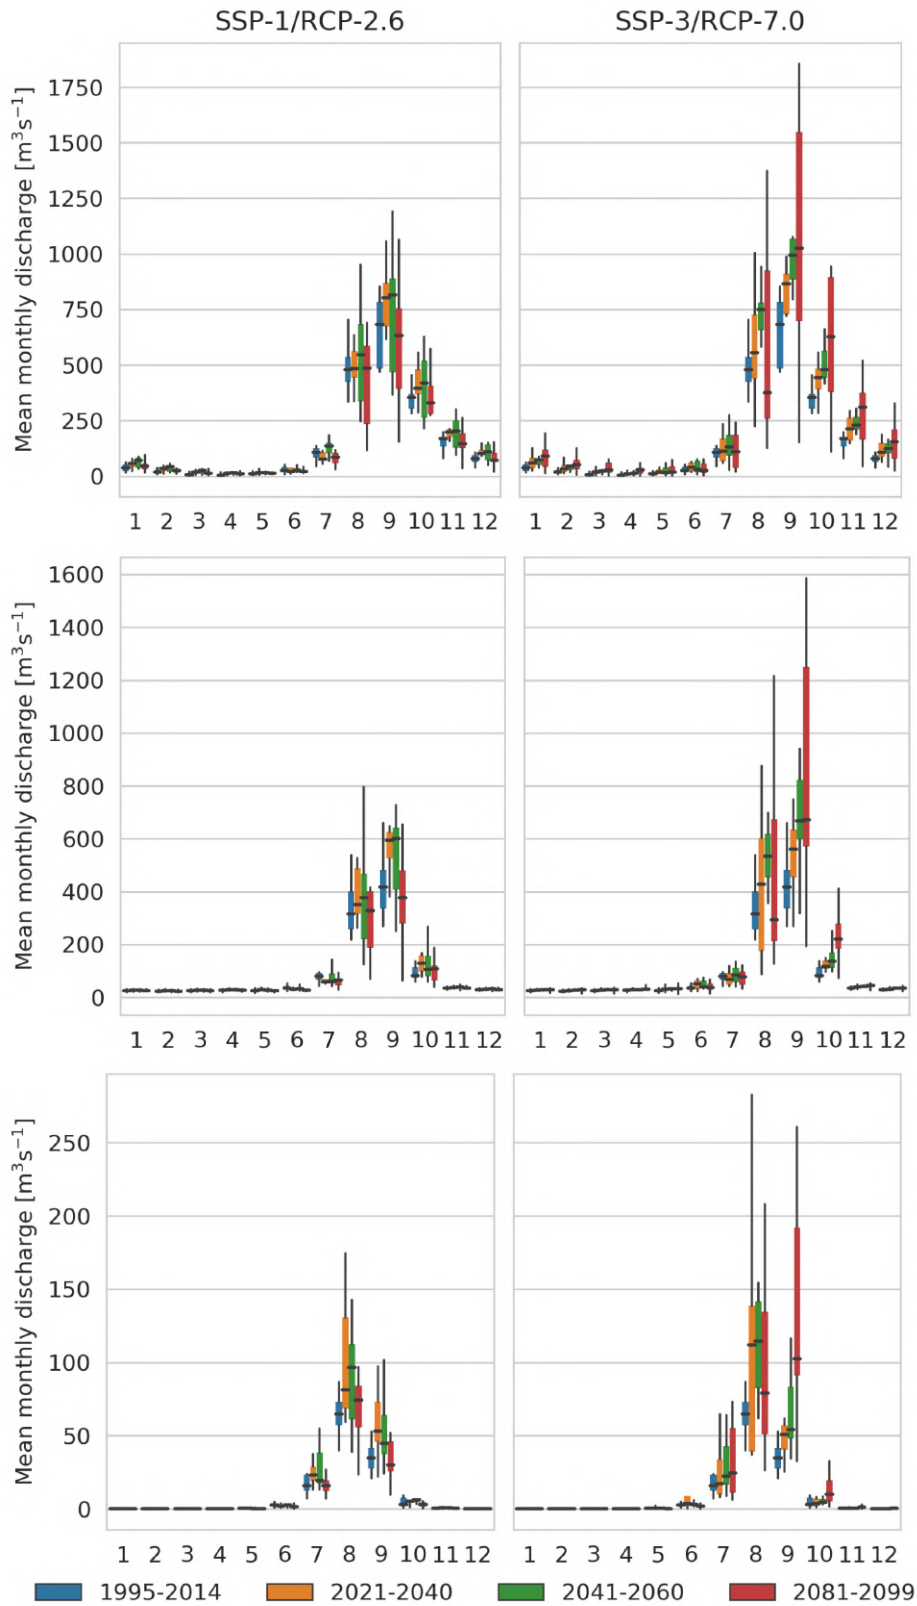 SSP-1/RCP-2.6 SSP-3/RCP-7.0
Mean monthly discharge [m³s⁻¹]
1750
1500
1250
1000
750
500
250
0
1 2 3 4 5 6 7 8 9 10 11 12 1 2 3 4 5 6 7 8 9 10 11 12
Mean monthly discharge [m³s⁻¹]
1600
1400
1200
1000
800
600
400
200
0
1 2 3 4 5 6 7 8 9 10 11 12 1 2 3 4 5 6 7 8 9 10 11 12
Mean monthly discharge [m³s⁻¹]
250
200
150
100
50
0
1 2 3 4 5 6 7 8 9 10 11 12 1 2 3 4 5 6 7 8 9 10 11 12
1995-2014 2021-2040 2041-2060 2081-2099